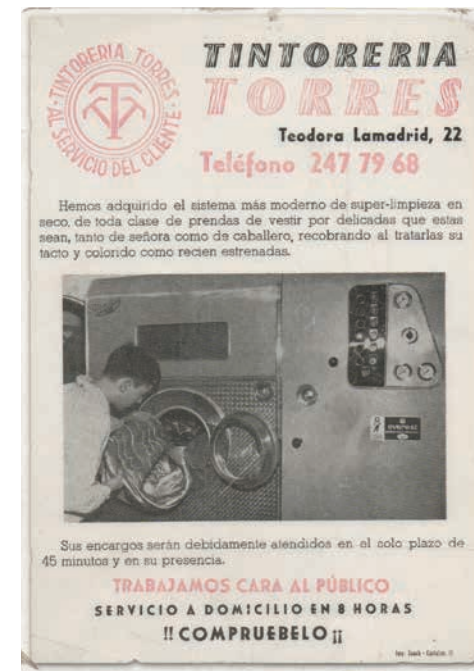 TINTORERIA TORRES · AL SERVICIO DEL CLIENTE ·
TINTORERIA
TORRES
Teodora Lamadrid, 22
Teléfono 247 79 68
Hemos adquirido el sistema más moderno de super-limpieza en
seco, de toda clase de prendas de vestir por delicadas que estas
sean, tanto de señora como de caballero, recobrando al tratarlas su
tacto y colorido como recien estrenadas.
Sus encargos serán debidamente atendidos en el solo plazo de
45 minutos y en su presencia.
TRABAJAMOS CARA AL PÚBLICO
SERVICIO A DOMICILIO EN 8 HORAS
!! COMPRUEBELO ¡¡